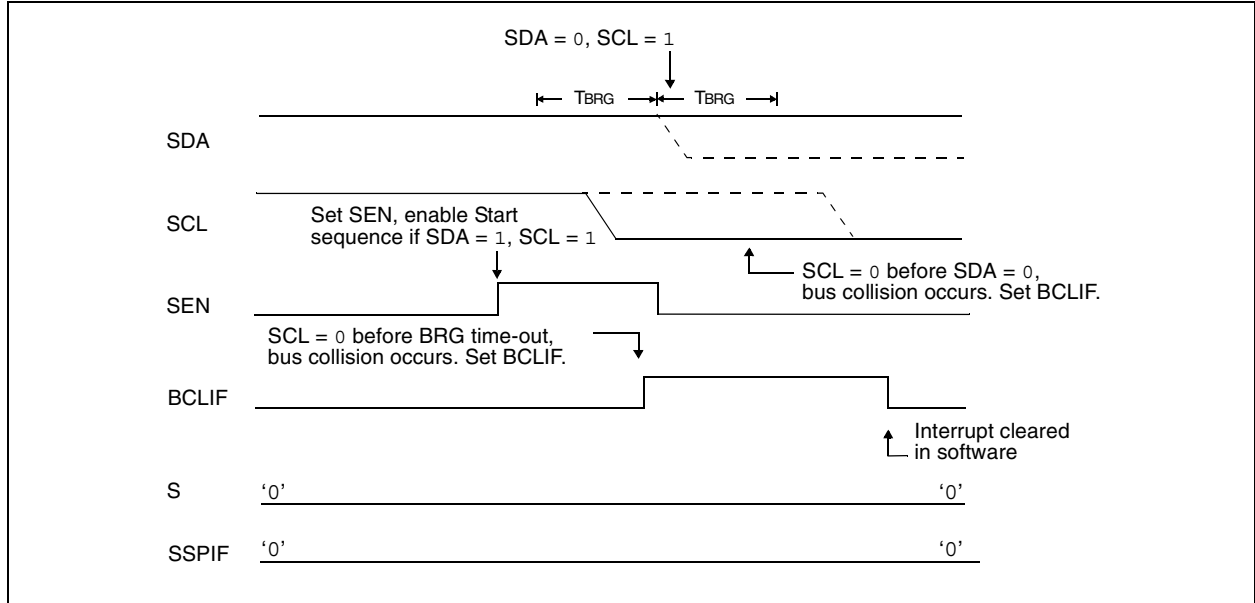 SDA = 0, SCL = 1
TBRG TBRG
SDA
SCL
Set SEN, enable Start
sequence if SDA = 1, SCL = 1
SCL = 0 before SDA = 0,
bus collision occurs. Set BCLIF.
SEN
SCL = 0 before BRG time-out,
bus collision occurs. Set BCLIF.
BCLIF
Interrupt cleared
in software
S ‘0’ ‘0’
SSPIF ‘0’ ‘0’